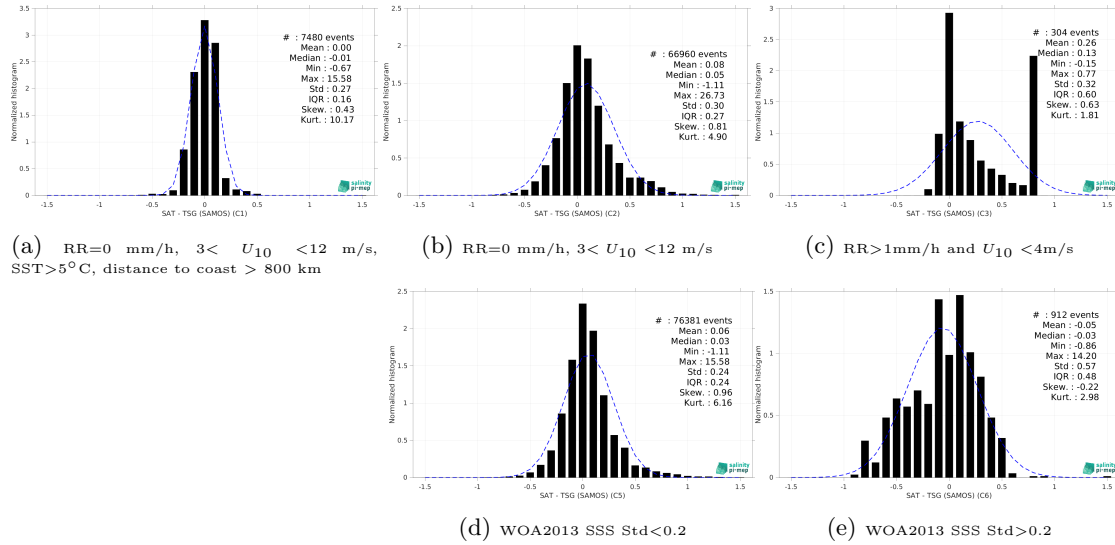 3.5
3
2.5
2
1.5
1
0.5
0
Normalized histogram
# : 7480 events
Mean : 0.00
Median : -0.01
Min : -0.67
Max : 15.58
Std : 0.27
IQR : 0.16
Skew. : 0.43
Kurt. : 10.17
salinity
pi-mep
-1.5 -1 -0.5 0 0.5 1 1.5
SAT - TSG (SAMOS) (C1)
(a) RR=0 mm/h, 3< U10 <12 m/s,
SST>5°C, distance to coast > 800 km
2.5
2
1.5
1
0.5
0
Normalized histogram
# : 66960 events
Mean : 0.08
Median : 0.05
Min : -1.11
Max : 26.73
Std : 0.30
IQR : 0.27
Skew. : 0.81
Kurt. : 4.90
salinity
pi-mep
-1.5 -1 -0.5 0 0.5 1 1.5
SAT - TSG (SAMOS) (C2)
(b) RR=0 mm/h, 3< U10 <12 m/s
3
2.5
2
1.5
1
0.5
0
Normalized histogram
# : 304 events
Mean : 0.26
Median : 0.13
Min : -0.15
Max : 0.77
Std : 0.32
IQR : 0.60
Skew. : 0.63
Kurt. : 1.81
salinity
pi-mep
-1.5 -1 -0.5 0 0.5 1 1.5
SAT - TSG (SAMOS) (C3)
(c) RR>1mm/h and U10 <4m/s
2.5
2
1.5
1
0.5
0
Normalized histogram
# : 76381 events
Mean : 0.06
Median : 0.03
Min : -1.11
Max : 15.58
Std : 0.24
IQR : 0.24
Skew. : 0.96
Kurt. : 6.16
salinity
pi-mep
-1.5 -1 -0.5 0 0.5 1 1.5
SAT - TSG (SAMOS) (C5)
(d) WOA2013 SSS Std<0.2
1.5
1
0.5
0
Normalized histogram
# : 912 events
Mean : -0.05
Median : -0.03
Min : -0.86
Max : 14.20
Std : 0.57
IQR : 0.48
Skew. : -0.22
Kurt. : 2.98
salinity
pi-mep
-1.5 -1 -0.5 0 0.5 1 1.5
SAT - TSG (SAMOS) (C6)
(e) WOA2013 SSS Std>0.2